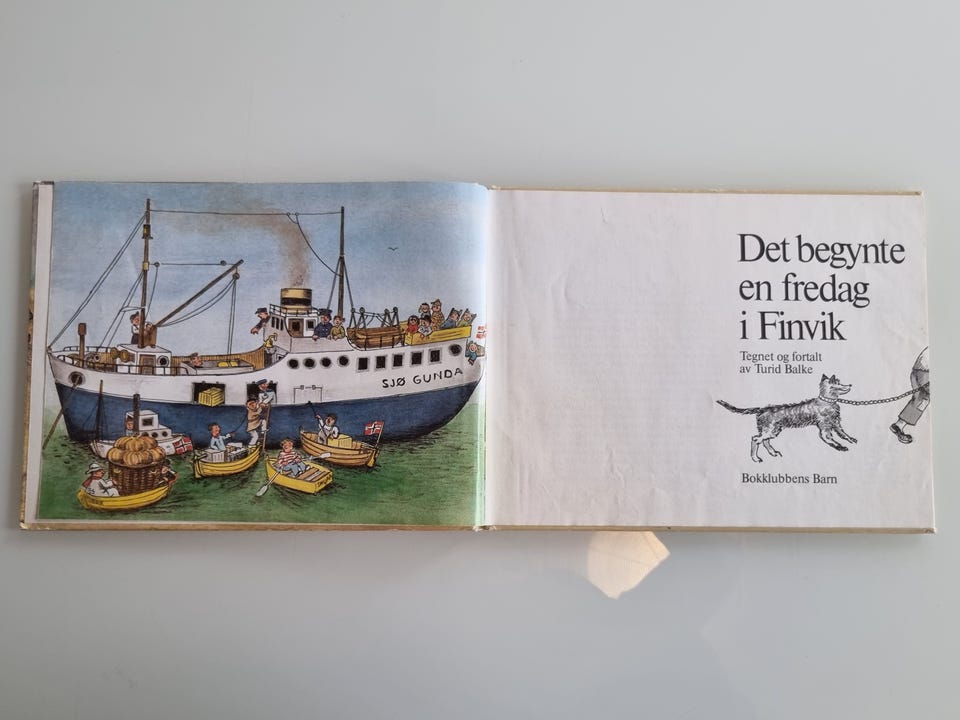 SJØ GUNDA
Det begynte
en fredag
i Finvik
Tegnet og fortalt
av Turid Balke
Bokklubbens Barn